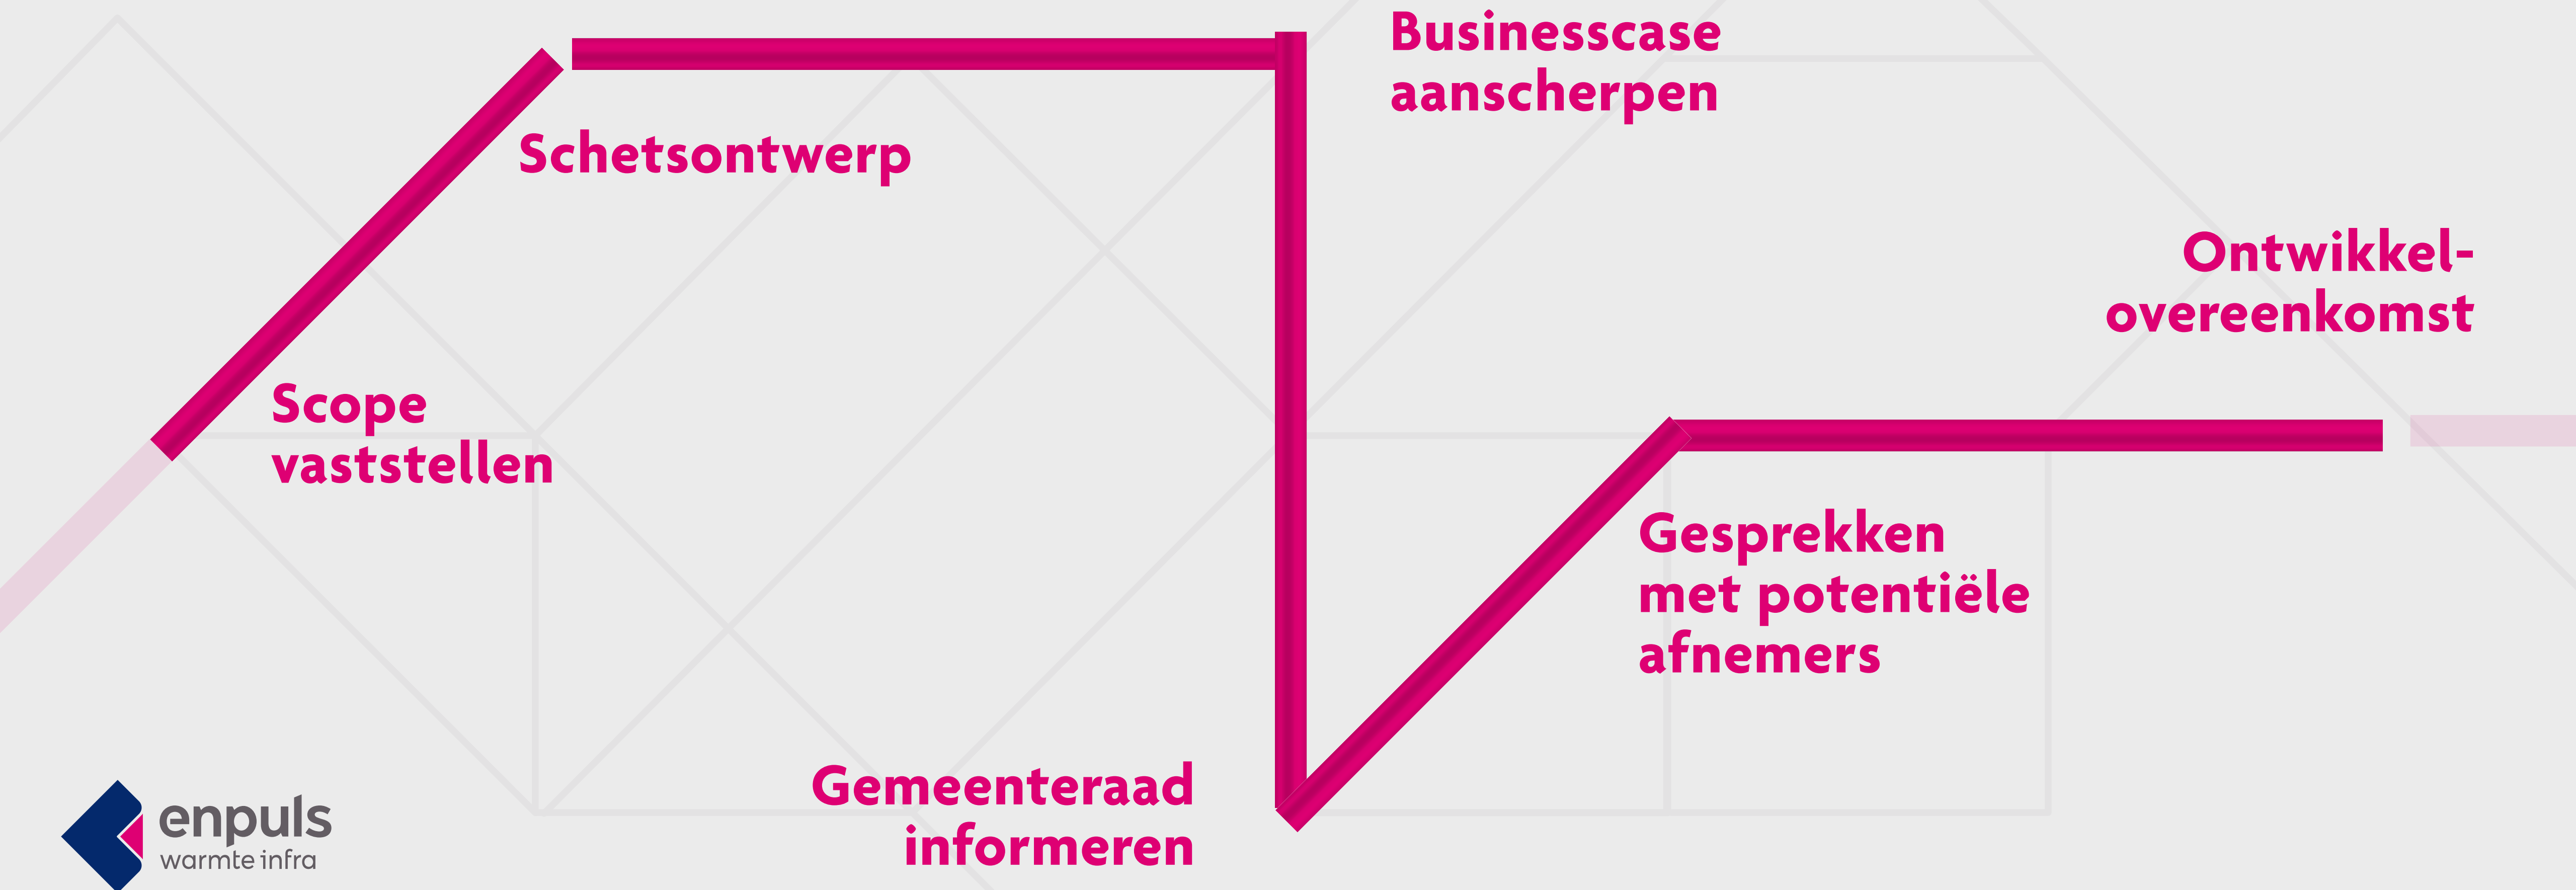 Scope
vaststellen
Schetsontwerp
Businesscase
aanscherpen
Gemeenteraad
informeren
Gesprekken
met potentiële
afnemers
Ontwikkel-
overeenkomst
enpuls
warmte infra